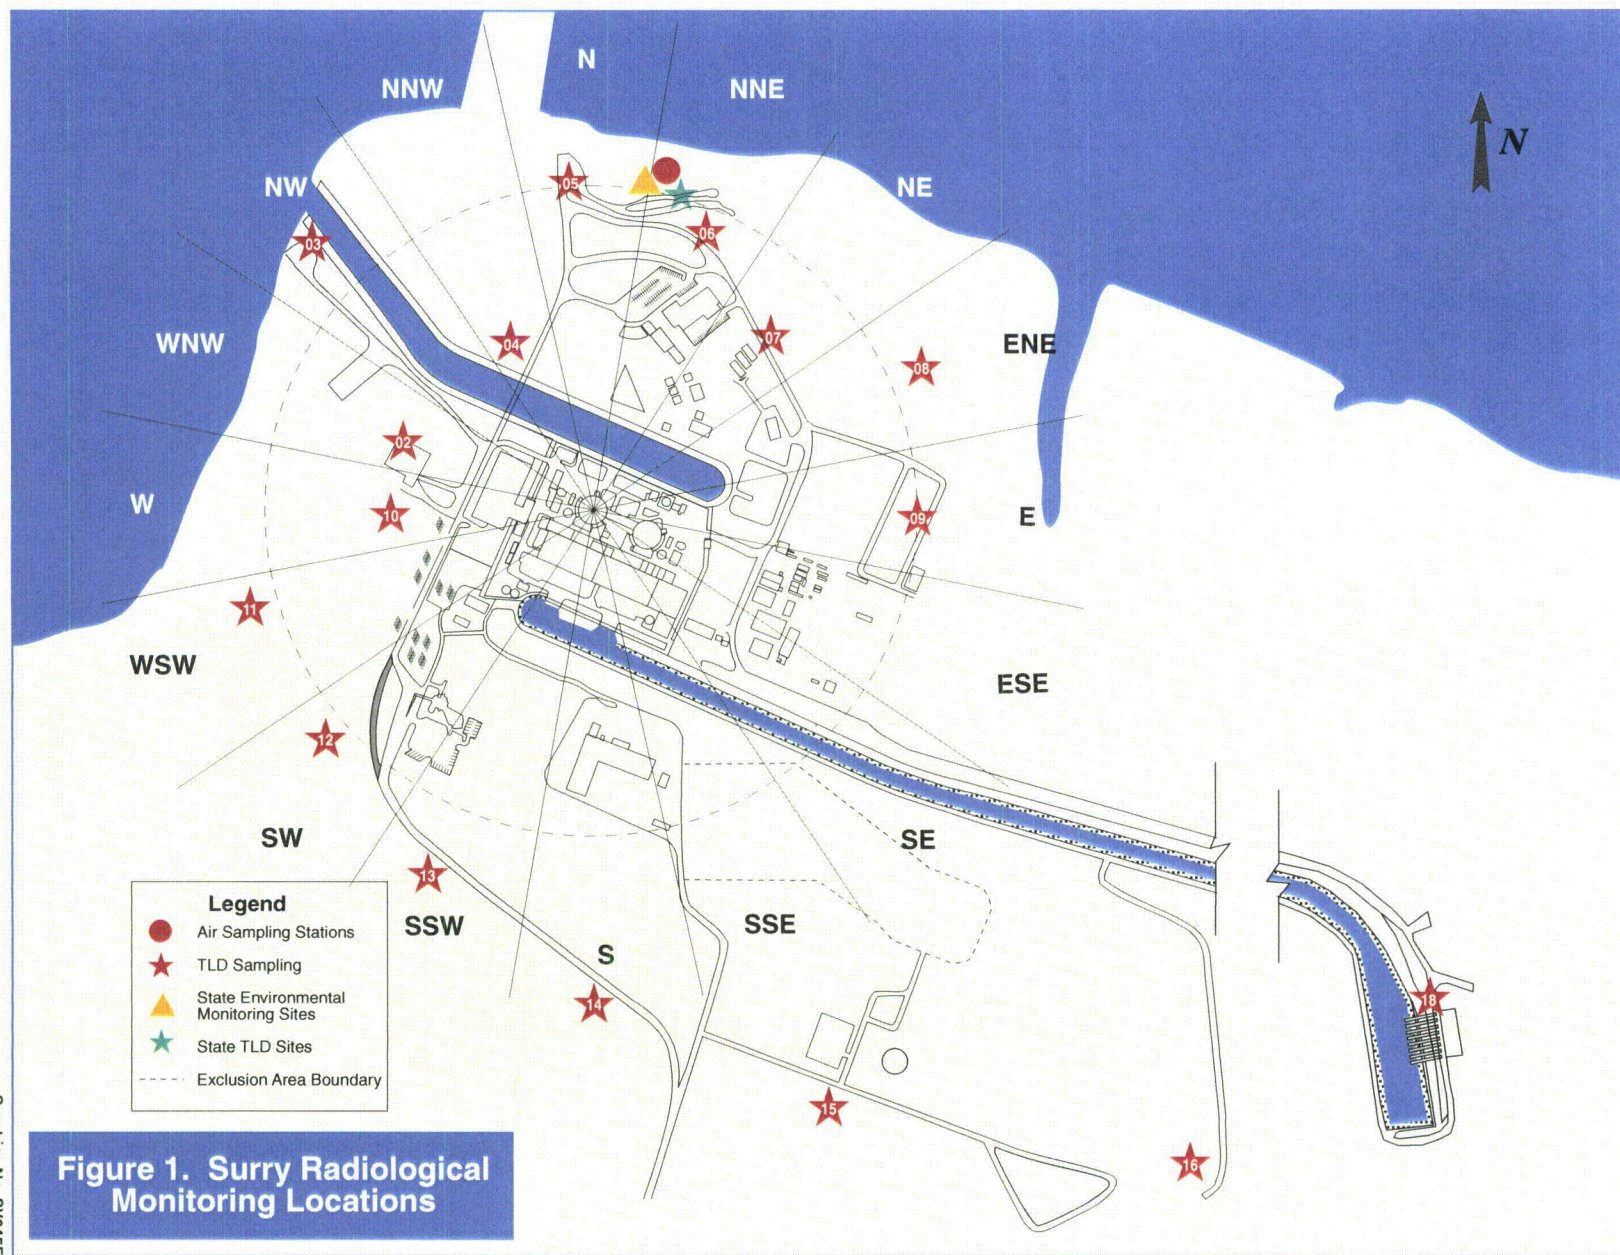 N
NNW
NNE
N
NW
NE
05
06
03
WNW
04
07
ENE
08
02
W
10
09
E
11
WSW
ESE
12
SW
SE
13
Legend
Air Sampling Stations
TLD Sampling
State Environmental
Monitoring Sites
State TLD Sites
Exclusion Area Boundary
SSW
SSE
S
14
18
15
16
Figure 1. Surry Radiological
Monitoring Locations